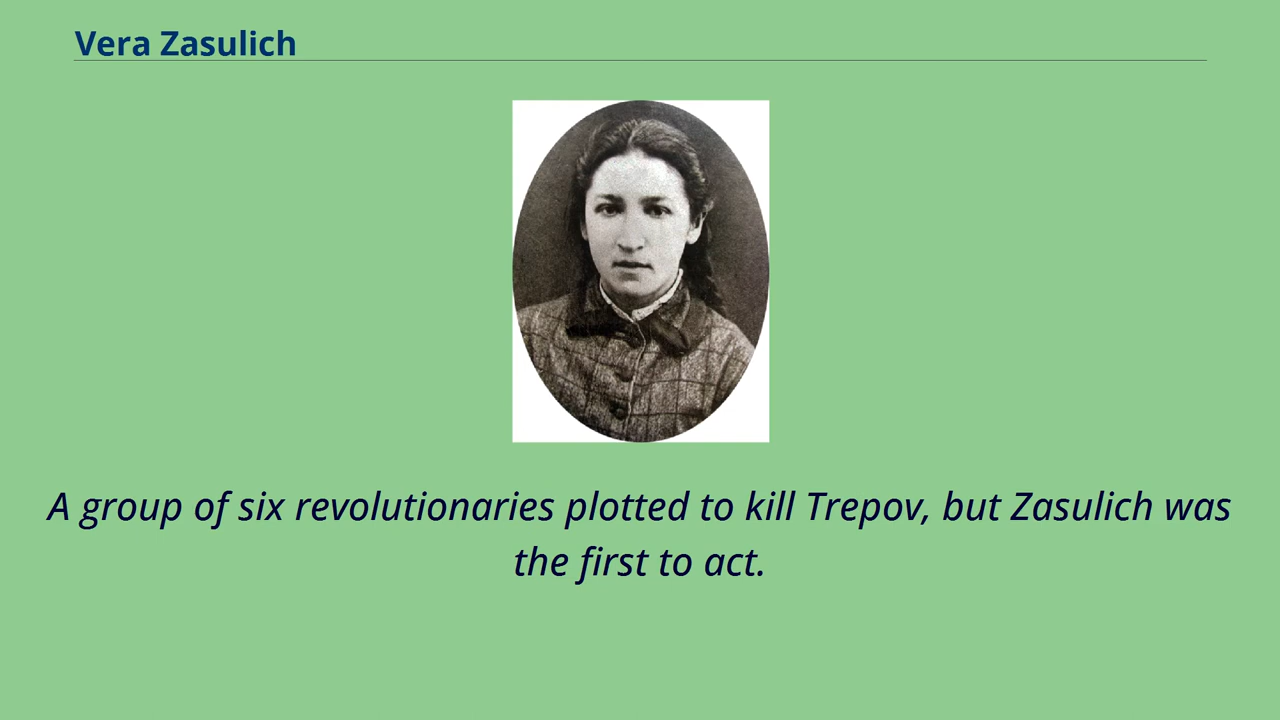 Vera Zasulich
A group of six revolutionaries plotted to kill Trepov, but Zasulich was
the first to act.